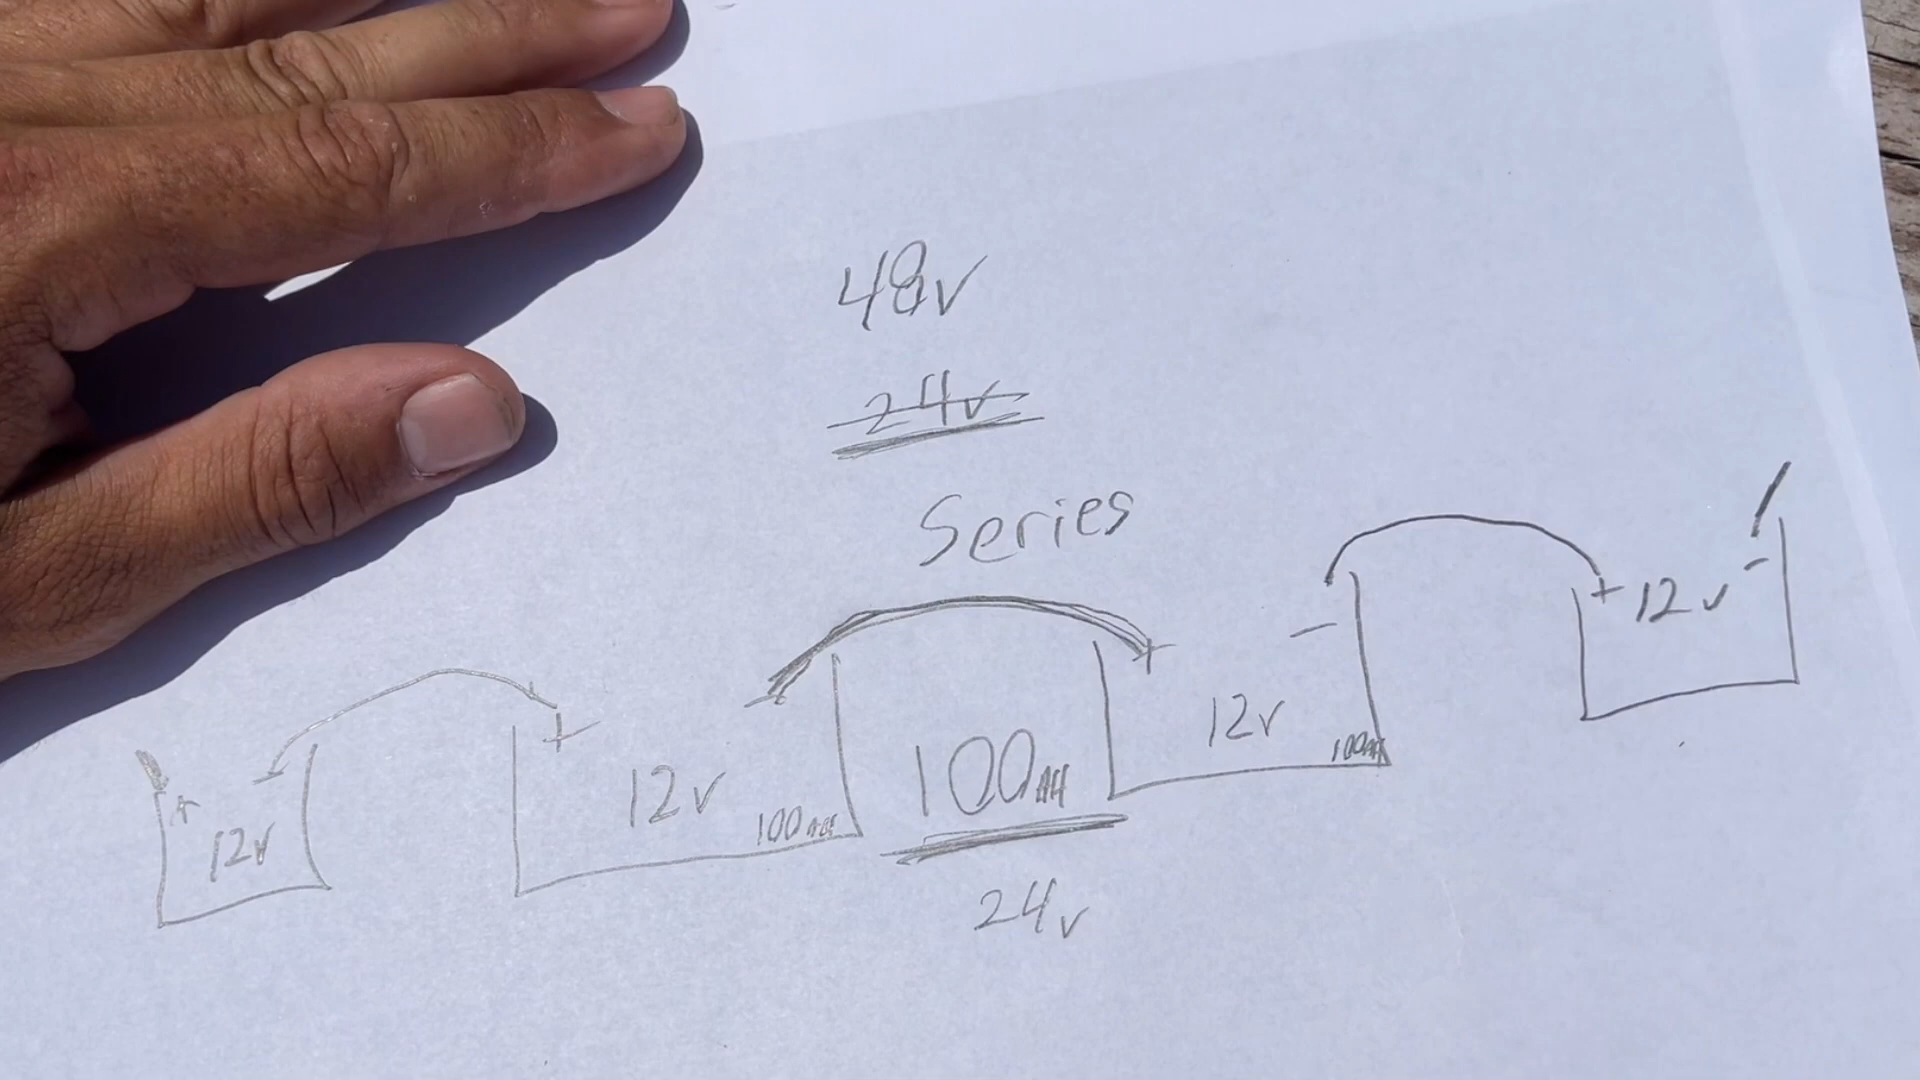 48v
24v
Series
+ 12v -
+ 12v - 100AH
100AH
+ 12v - 100AH
+ 12v -
24v